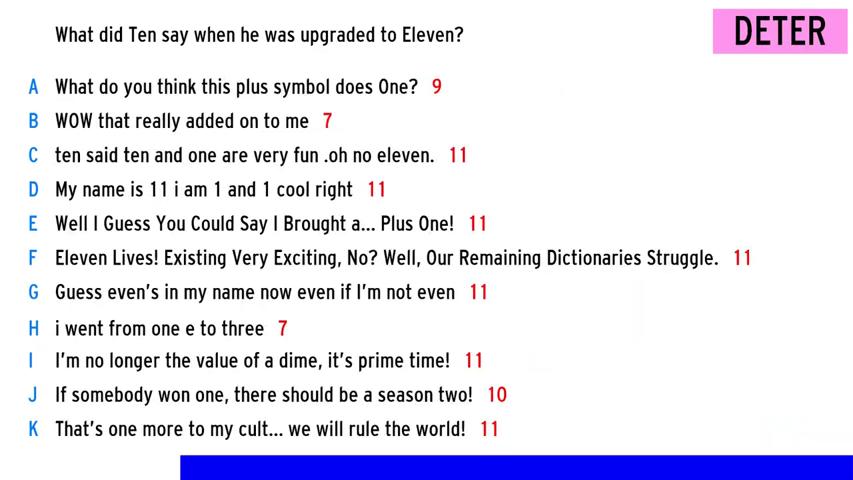 What did Ten say when he was upgraded to Eleven?
DETER
A What do you think this plus symbol does One? 9
B WOW that really added on to me 7
C ten said ten and one are very fun .oh no eleven. 11
D My name is 11 i am 1 and 1 cool right 11
E Well I Guess You Could Say I Brought a... Plus One! 11
F Eleven Lives! Existing Very Exciting, No? Well, Our Remaining Dictionaries Struggle. 11
G Guess even's in my name now even if I'm not even 11
H i went from one e to three 7
I I'm no longer the value of a dime, it's prime time! 11
J If somebody won one, there should be a season two! 10
K That's one more to my cult... we will rule the world! 11